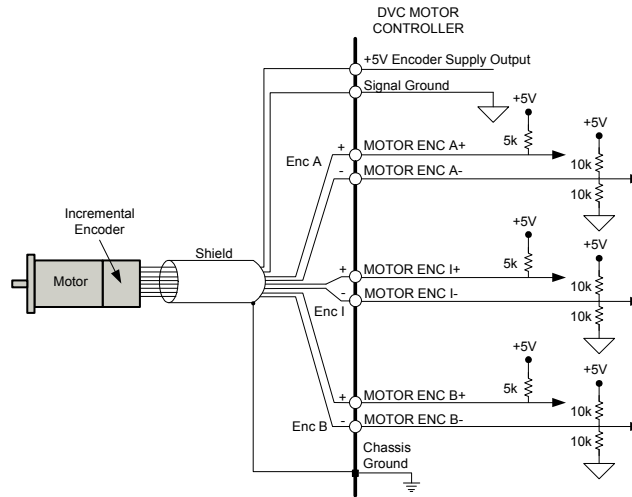 DVC MOTOR
CONTROLLER
+5V Encoder Supply Output
Signal Ground
+5V
5k
+5V
10k
10k
Enc A
+
MOTOR ENC A+
-
MOTOR ENC A-
Incremental
Encoder
Shield
Motor
+5V
5k
+5V
10k
10k
+
MOTOR ENC I+
-
MOTOR ENC I-
Enc I
+5V
5k
+5V
10k
10k
+
MOTOR ENC B+
-
MOTOR ENC B-
Enc B
Chassis
Ground